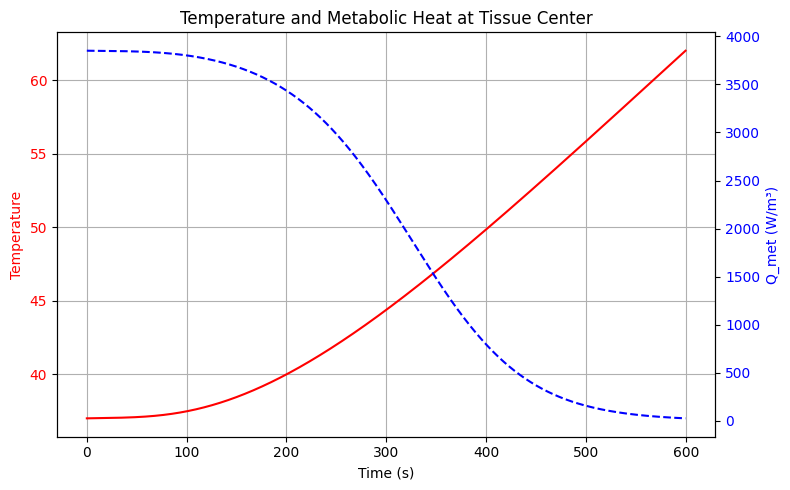 Temperature and Metabolic Heat at Tissue Center
Temperature
60
55
50
45
40
4000
3500
3000
2500
2000
1500
1000
500
0
Q_met (W/m³)
0 100 200 300 400 500 600
Time (s)